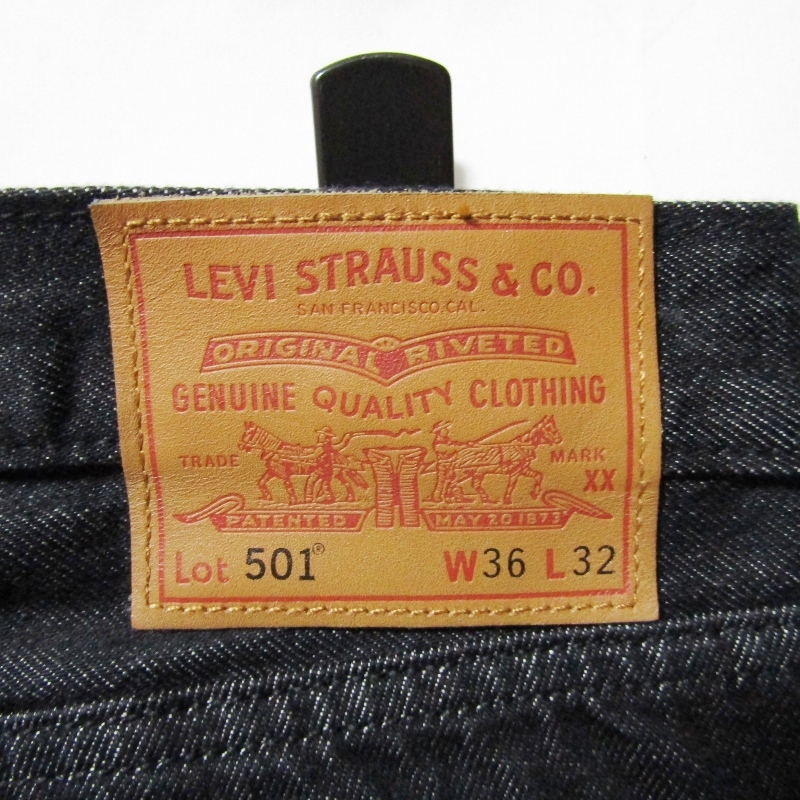 LEVI STRAUSS & CO.
SAN FRANCISCO.CAL.
ORIGINAL RIVETED
GENUINE QUALITY CLOTHING
TRADE MARK
XX
PATENTED MAY 20 1873
Lot 501® W36 L32